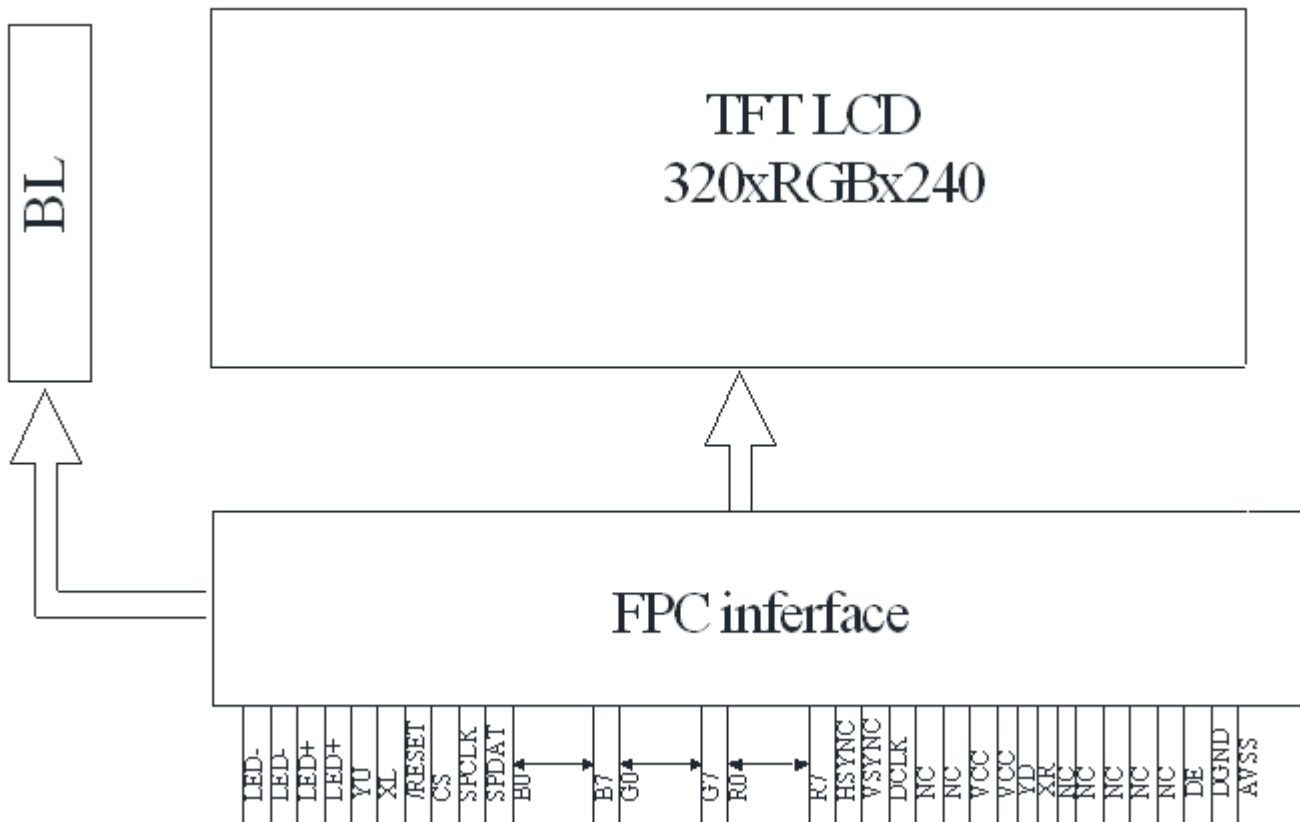 BL
TFT LCD
320xRGBx240
FPC inferface
LED-
LED-
LED+
LED+
YU
XL
/RESET
CS
SPCLK
SPDAT
B0
B7
G0
G7
R0
R7
HSYNC
VSYNC
DCLK
NC
NC
VCC
VCC
YD
XR
NC
NC
NC
NC
NC
DE
DGND
AVSS